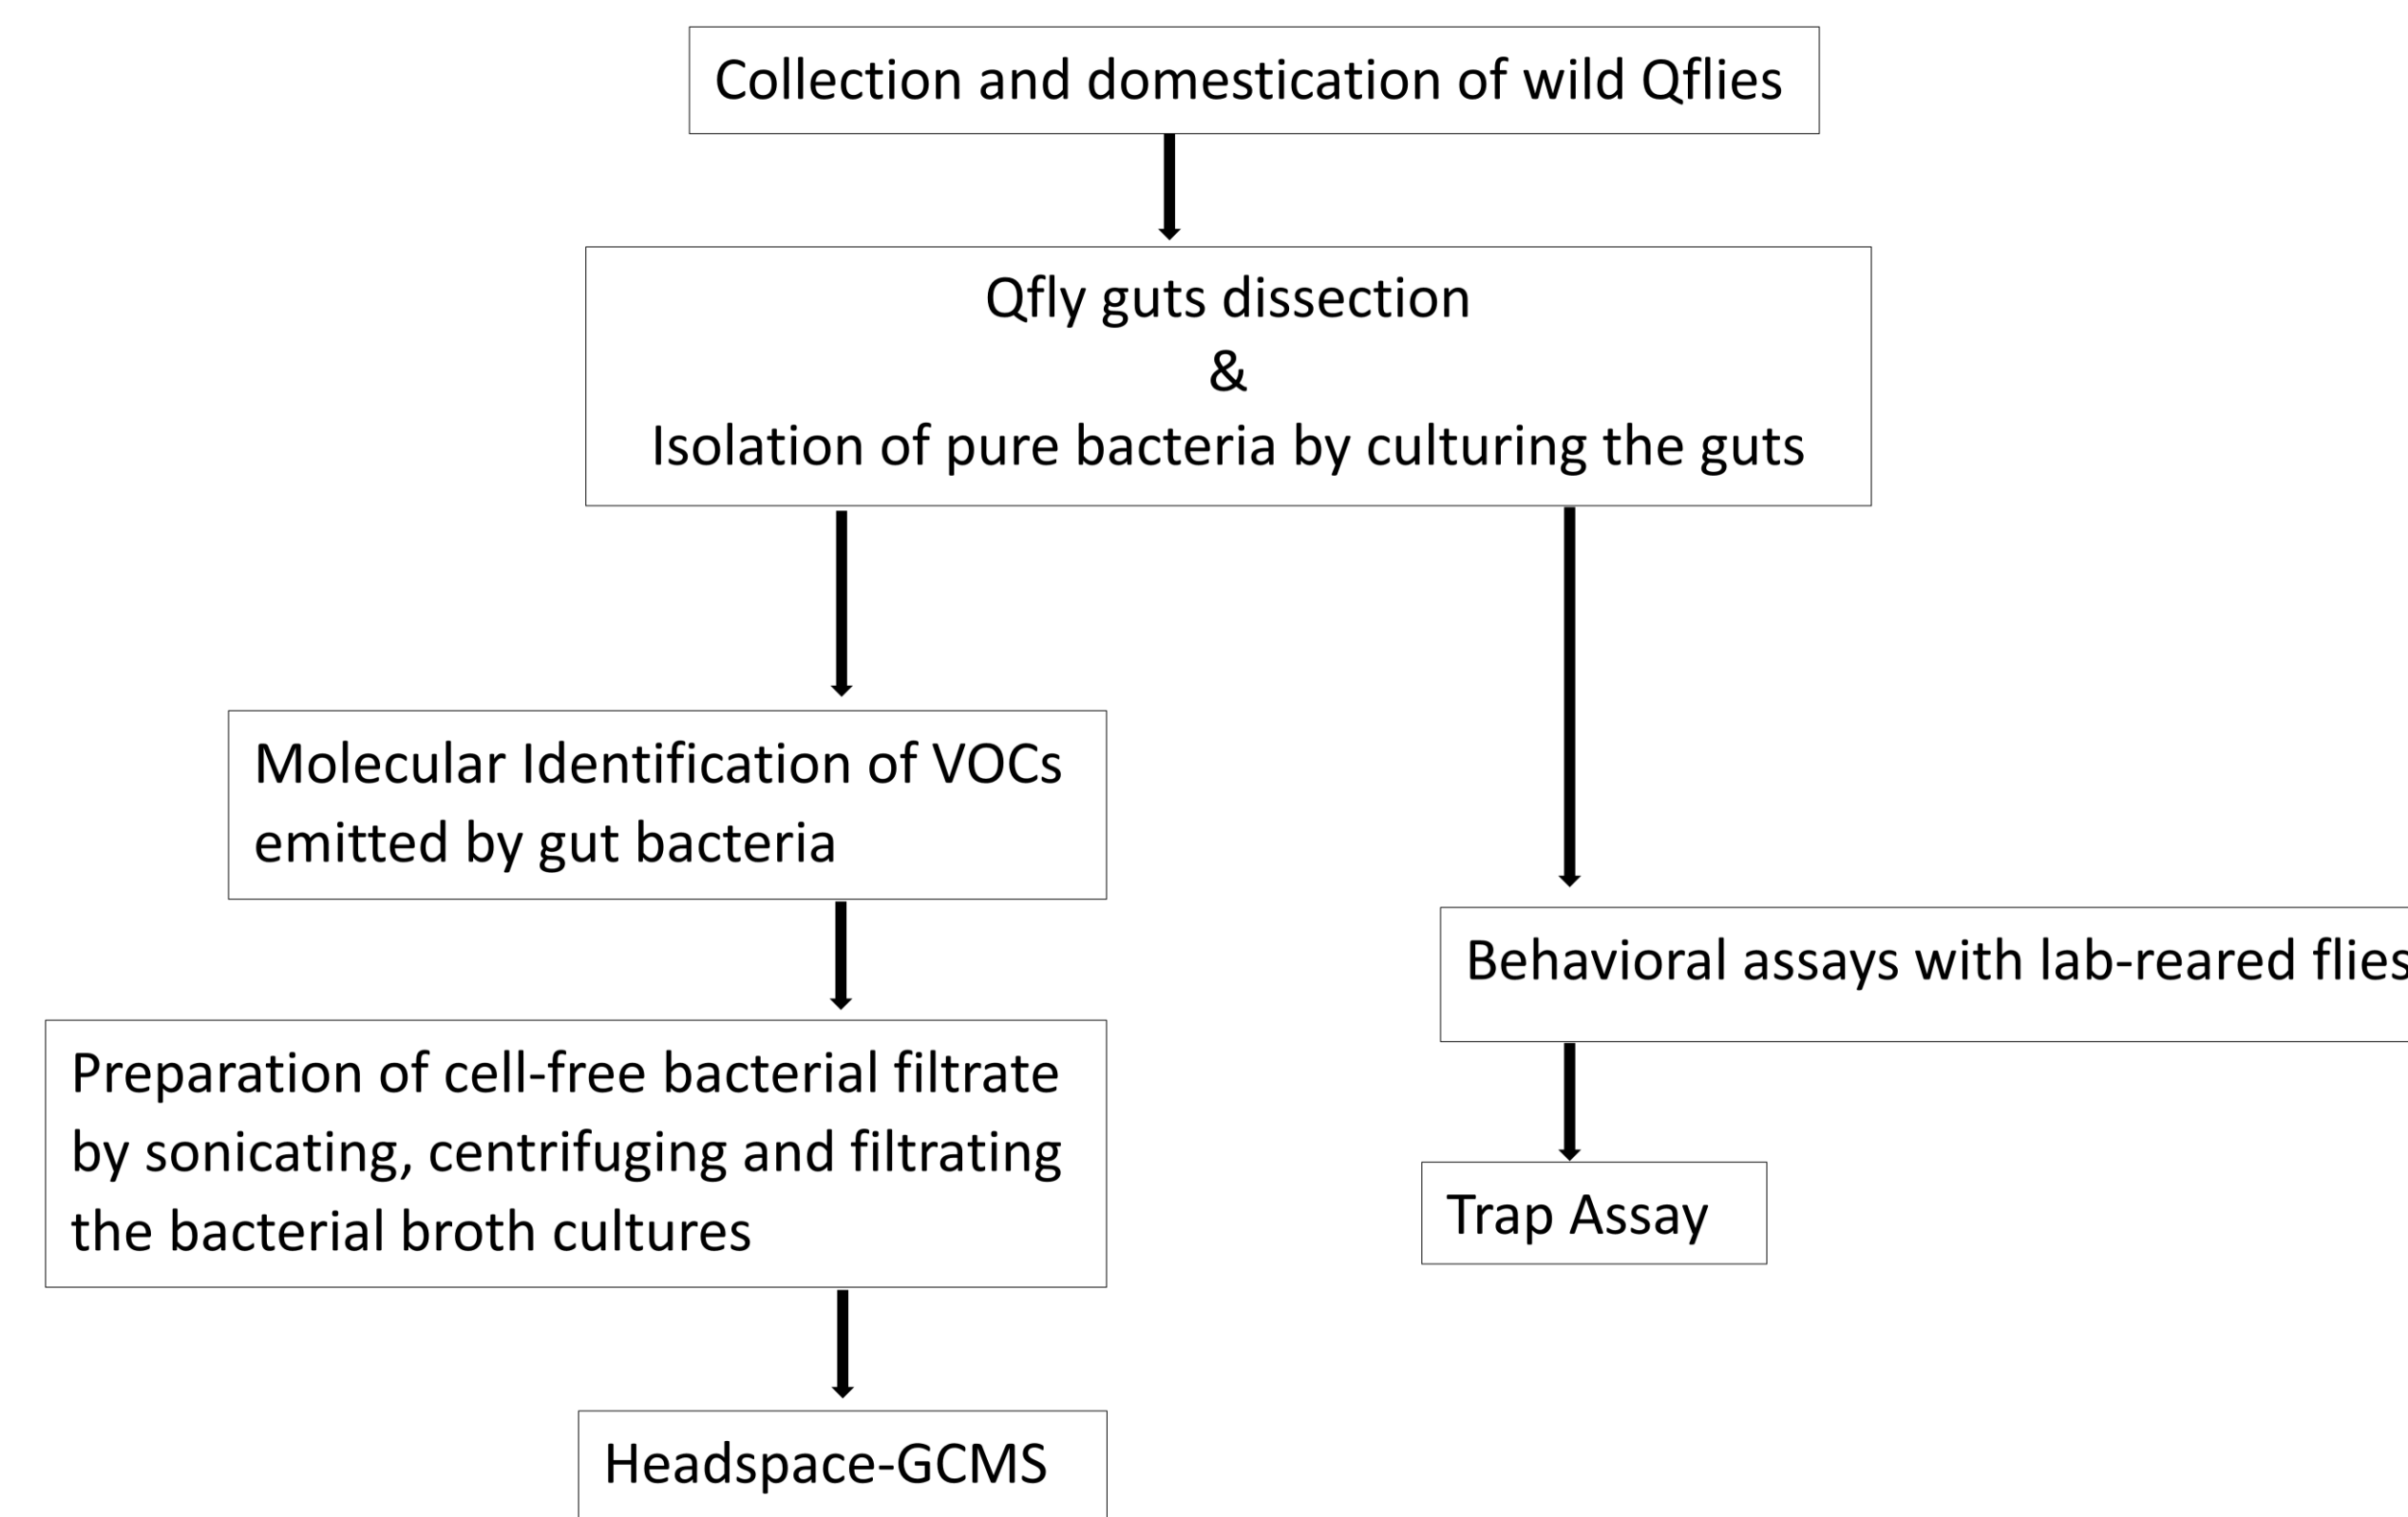 Collection and domestication of wild Qflies
Qfly guts dissection
&
Isolation of pure bacteria by culturing the guts
Molecular Identification of VOCs
emitted by gut bacteria
Preparation of cell-free bacterial filtrate
by sonicating, centrifuging and filtrating
the bacterial broth cultures
Headspace-GCMS
Behavioral assays with lab-reared flies
Trap Assay